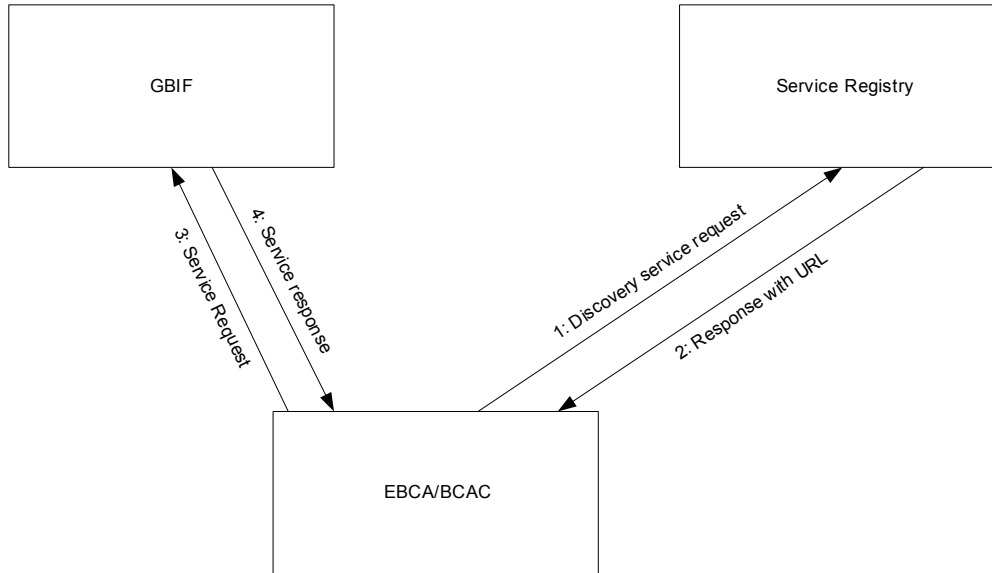 GBIF
Service Registry
3: Service Request
4: Service response
1: Discovery service request
2: Response with URL
EBCA/BCAC